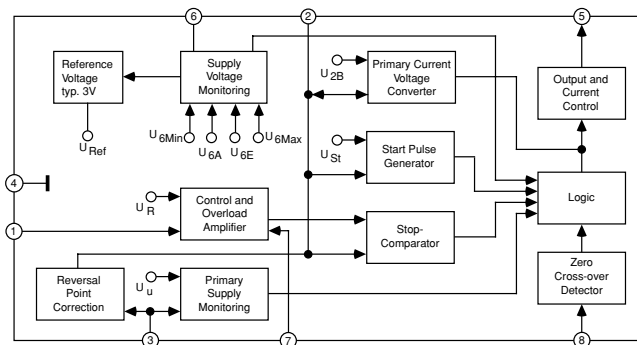 6
2
5
Reference
Voltage
typ. 3V
Supply
Voltage
Monitoring
U2B
Primary Current
Voltage
Converter
Output and
Current
Control
URef
U6Min
U6A
U6E
U6Max
USt
Start Pulse
Generator
4
UR
Control and
Overload
Amplifier
Logic
1
Stop-
Comparator
Reversal
Point
Correction
Uu
Primary
Supply
Monitoring
Zero
Cross-over
Detector
3
7
8